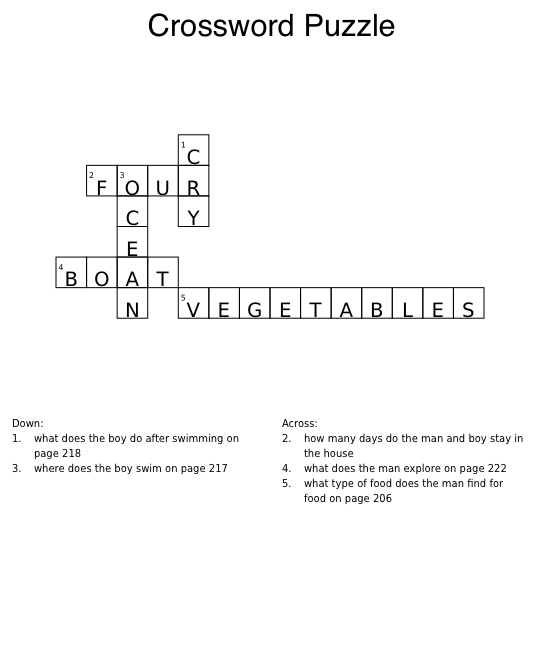 Crossword Puzzle
1 C
2 F 3 O U R
C Y
E
4 B O A T
N 5 V E G E T A B L E S
Down:
1. what does the boy do after swimming on
page 218
3. where does the boy swim on page 217
Across:
2. how many days do the man and boy stay in
the house
4. what does the man explore on page 222
5. what type of food does the man find for
food on page 206